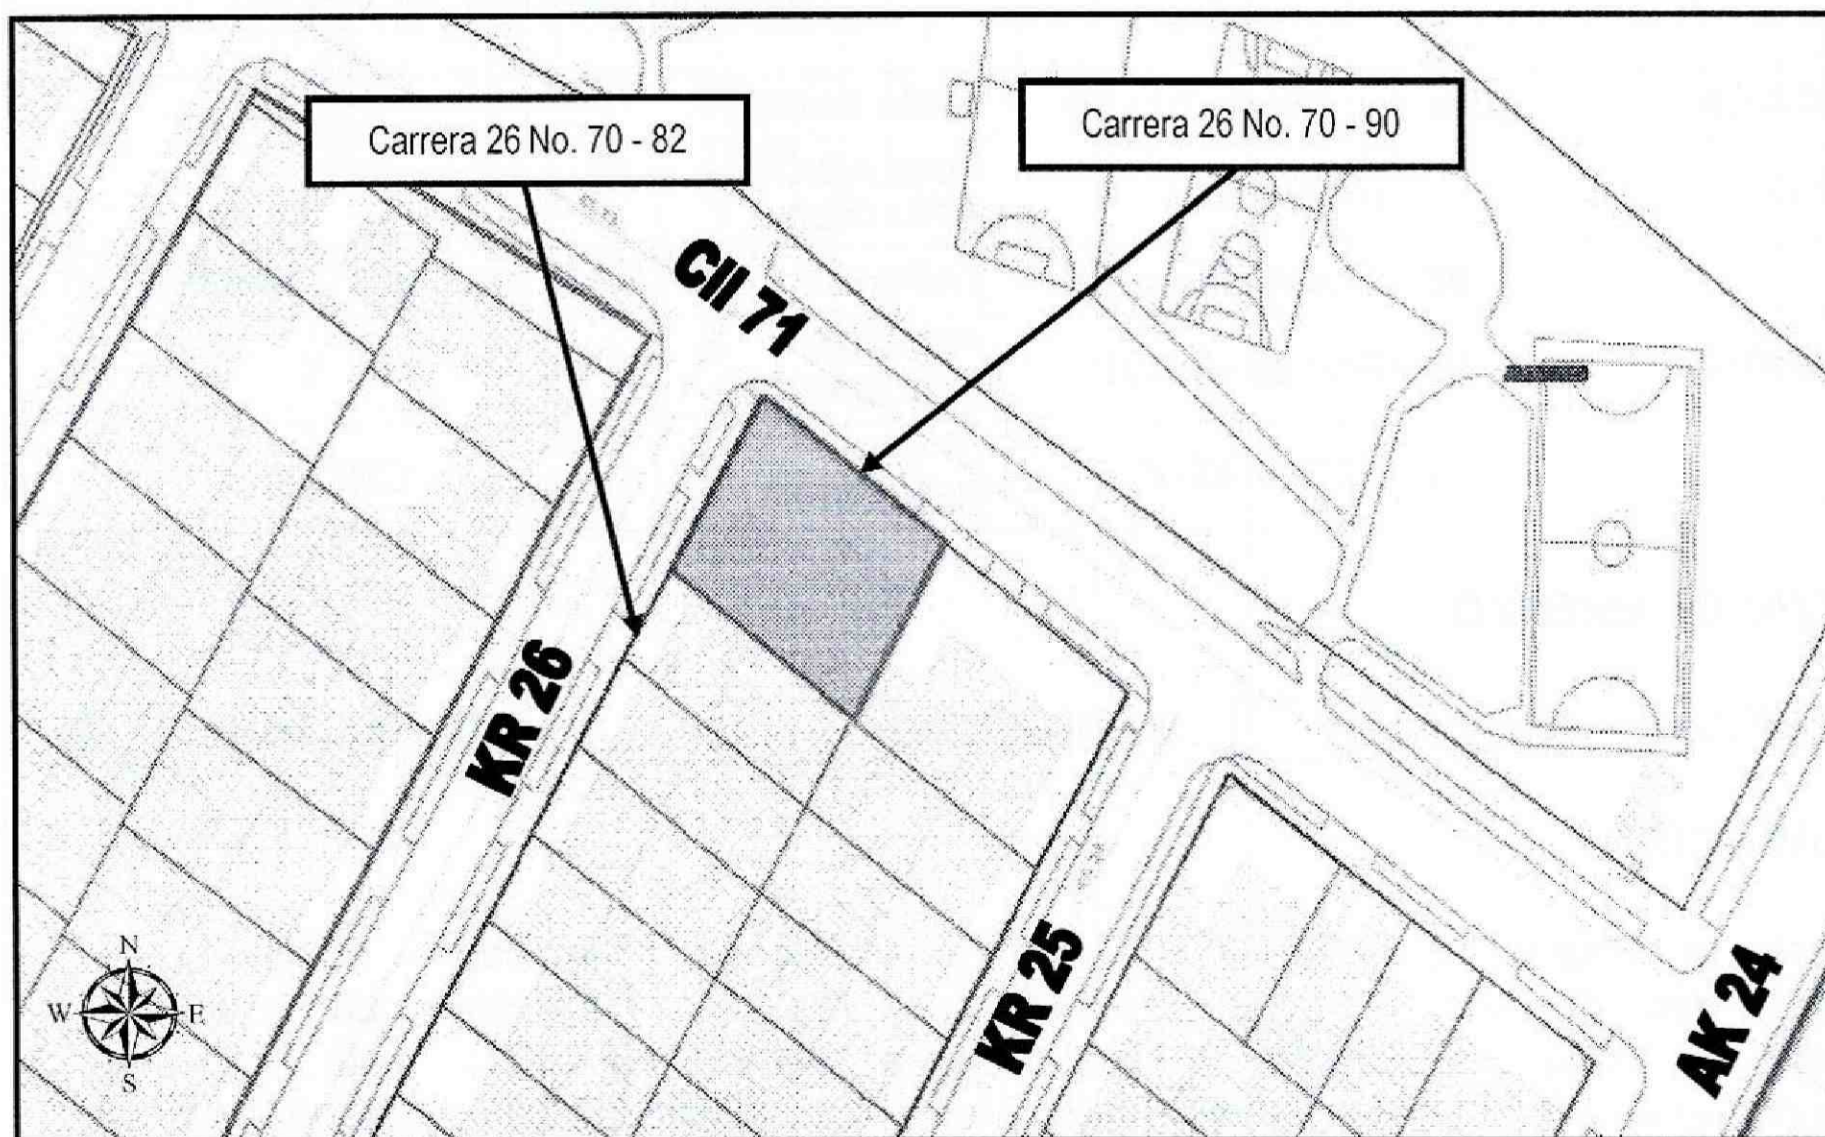 Carrera 26 No. 70 - 82
Carrera 26 No. 70 - 90
Cll 71
KR 26
KR 25
AK 24
N
W
E
S